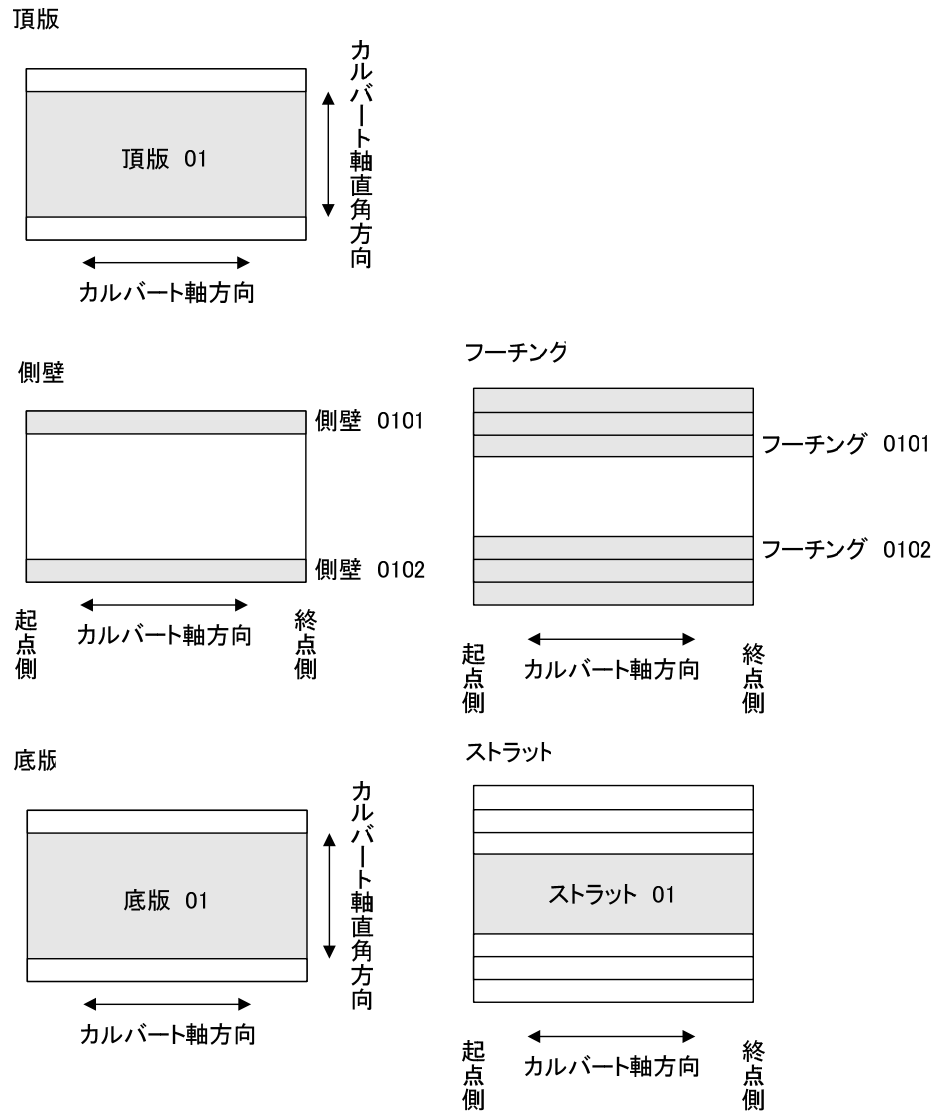 頂版
頂版 01
カルバート軸直角方向
カルバート軸方向
側壁
側壁 0101
側壁 0102
起点側
カルバート軸方向
終点側
フーチング
フーチング 0101
フーチング 0102
起点側
カルバート軸方向
終点側
底版
底版 01
カルバート軸直角方向
カルバート軸方向
ストラット
ストラット 01
起点側
カルバート軸方向
終点側